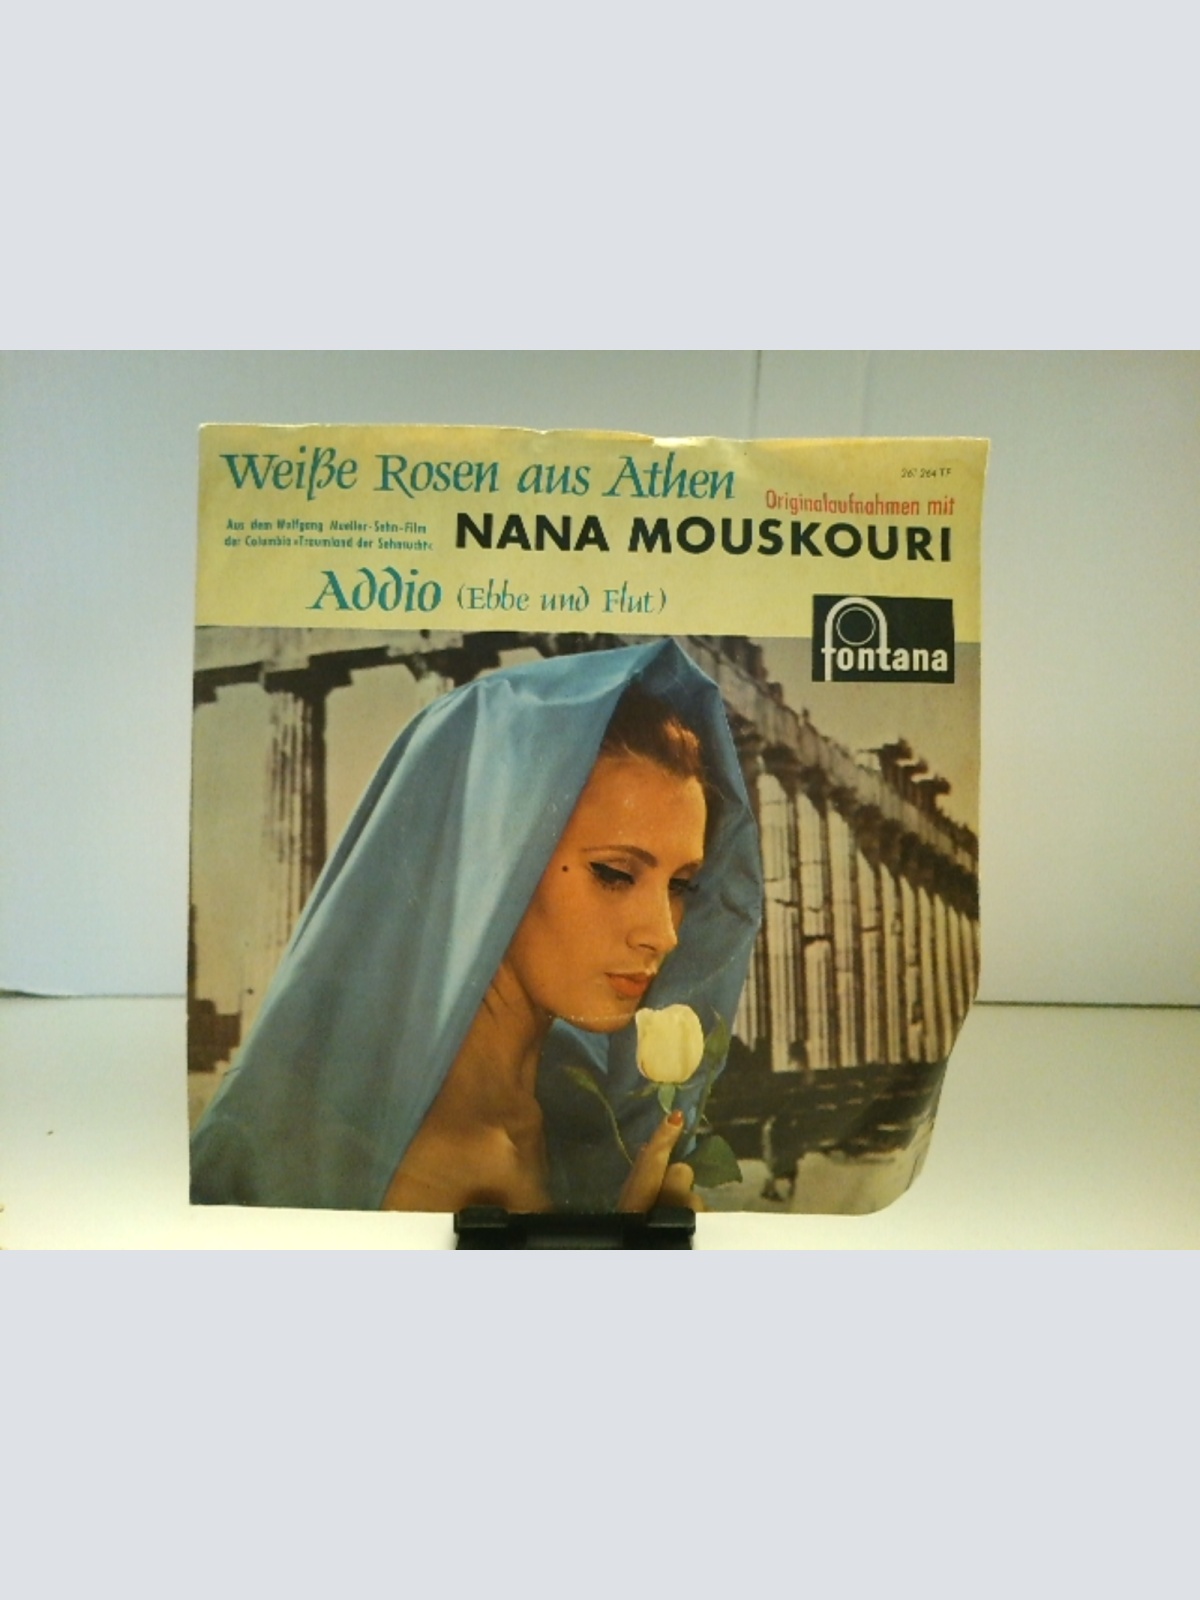 Weiße Rosen aus Athen
267 264 TF
Originalaufnahmen mit
Aus dem Wolfgang Mueller-Sehn-Film
der Columbia »Traumland der Sehnsucht«
NANA MOUSKOURI
Addio (Ebbe und Flut)
fontana